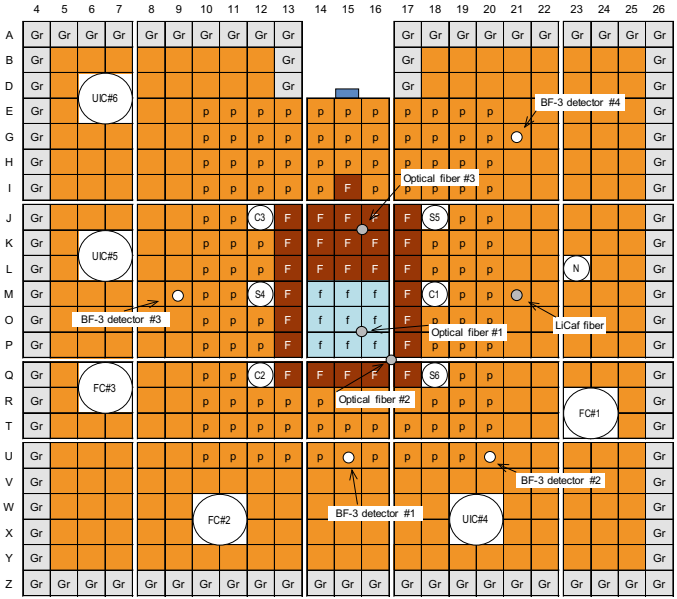 4 5 6 7 8 9 10 11 12 13 14 15 16 17 18 19 20 21 22 23 24 25 26
A Gr Gr Gr Gr Gr Gr Gr Gr Gr Gr Gr Gr Gr Gr Gr Gr Gr Gr Gr Gr
B Gr Gr Gr Gr
D Gr Gr Gr Gr
UIC#6
BF-3 detector #4
E Gr p p p p p p p p p p p Gr
G Gr p p p p p p p p p p p Gr
H Gr p p p p p p p p p p p Gr
Optical fiber #3
I Gr p p p p p F p p p p p Gr
J Gr p p C3 F F F F F S5 p p Gr
K Gr p p p F F F F F p p p Gr
UIC#5
L Gr p p p F F F F F p p p N Gr
M Gr p p S4 F f f f F C1 p p Gr
BF-3 detector #3
LiCaf fiber
O Gr p p p F f f f F p p p Gr
Optical fiber #1
P Gr p p p F f f f F p p p Gr
Q Gr p p C2 F F F F F S6 p p Gr
FC#3
Optical fiber #2
R Gr p p p p p p p p p p p Gr
FC#1
T Gr p p p p p p p p p p p Gr
U Gr p p p p p p p p p Gr
V Gr Gr
BF-3 detector #2
W Gr Gr
BF-3 detector #1
FC#2 UIC#4
X Gr Gr
Y Gr Gr
Z Gr Gr Gr Gr Gr Gr Gr Gr Gr Gr Gr Gr Gr Gr Gr Gr Gr Gr Gr Gr Gr Gr Gr